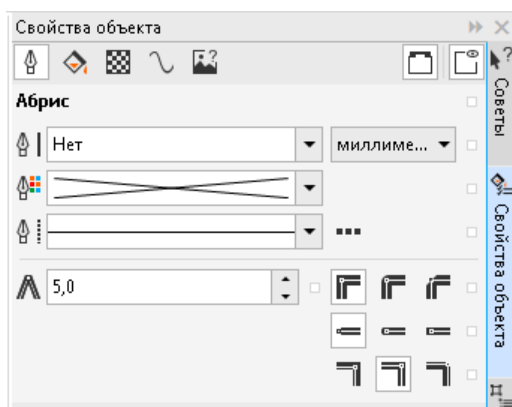 Свойства объекта
Абрис
Нет
миллиме...
5,0
Советы
Свойства объекта